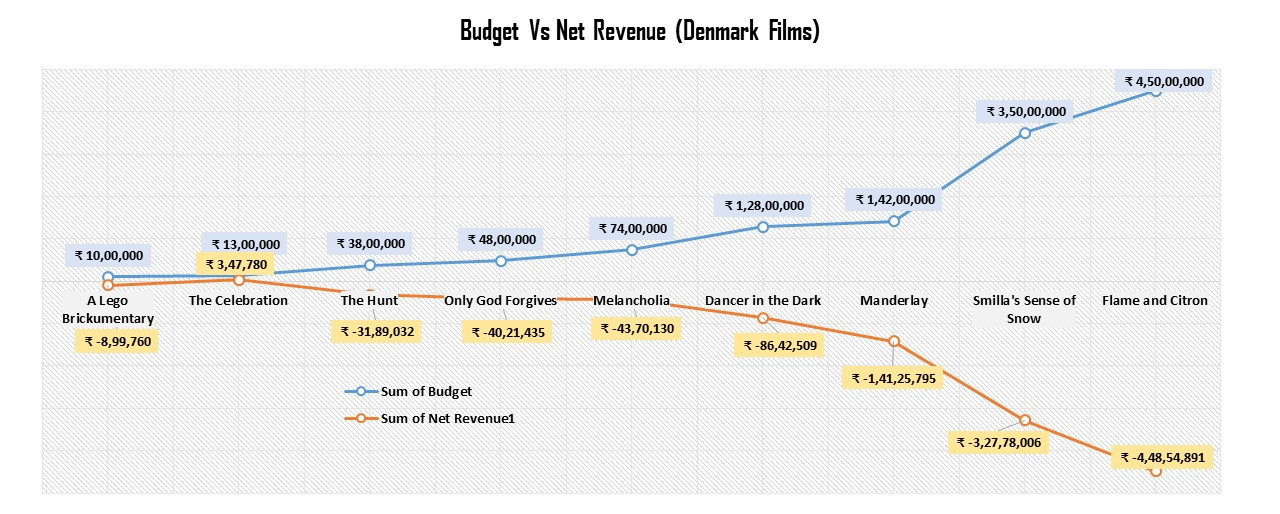 Budget Vs Net Revenue (Denmark Films)
₹ 4,50,00,000
₹ 3,50,00,000
₹ 1,42,00,000
₹ 1,28,00,000
₹ 74,00,000
₹ 48,00,000
₹ 38,00,000
₹ 13,00,000
₹ 10,00,000
₹ 3,47,780
A Lego
Brickumentary
The Celebration
The Hunt
Only God Forgives
Melancholia
Dancer in the Dark
Manderlay
Smilla's Sense of
Snow
Flame and Citron
₹ -8,99,760
₹ -31,89,032
₹ -40,21,435
₹ -43,70,130
₹ -86,42,509
₹ -1,41,25,795
₹ -3,27,78,006
₹ -4,48,54,891
Sum of Budget
Sum of Net Revenue1